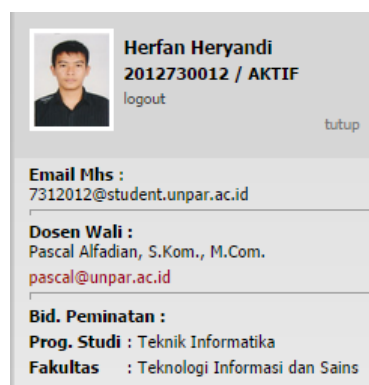 Herfan Heryandi
2012730012 / AKTIF
logout
tutup
Email Mhs :
7312012@student.unpar.ac.id
Dosen Wali :
Pascal Alfadian, S.Kom., M.Com.
pascal@unpar.ac.id
Bid. Peminatan :
Prog. Studi : Teknik Informatika
Fakultas : Teknologi Informasi dan Sains